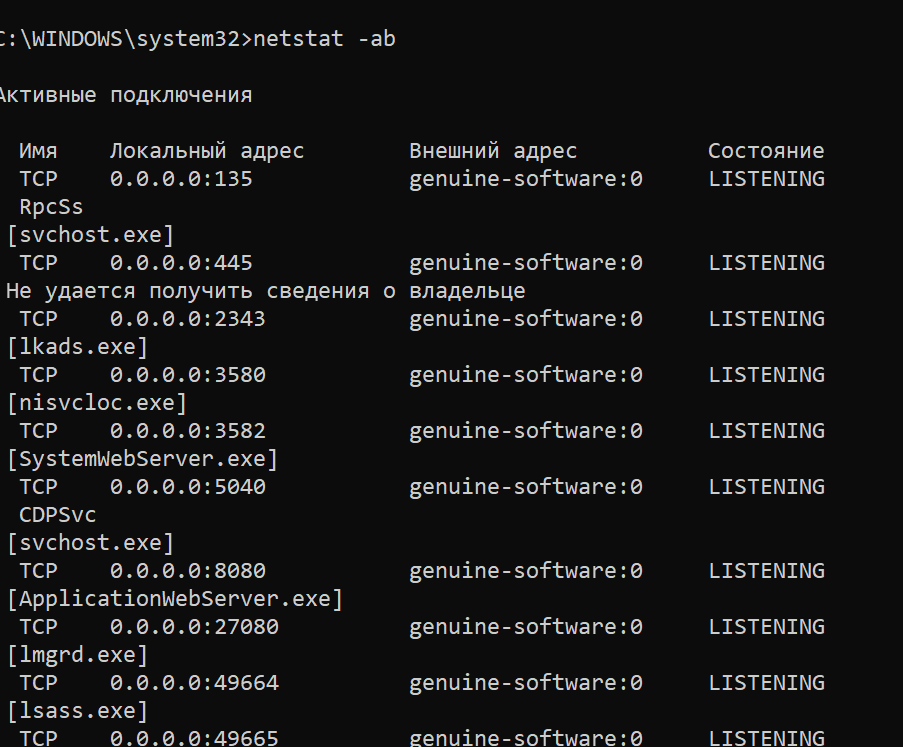 C:\WINDOWS\system32>netstat -ab
Активные подключения
Имя Локальный адрес Внешний адрес Состояние
TCP 0.0.0.0:135 genuine-software:0 LISTENING
RpcSs
[svchost.exe]
TCP 0.0.0.0:445 genuine-software:0 LISTENING
Не удается получить сведения о владельце
TCP 0.0.0.0:2343 genuine-software:0 LISTENING
[lkads.exe]
TCP 0.0.0.0:3580 genuine-software:0 LISTENING
[nisvcloc.exe]
TCP 0.0.0.0:3582 genuine-software:0 LISTENING
[SystemWebServer.exe]
TCP 0.0.0.0:5040 genuine-software:0 LISTENING
CDPSvc
[svchost.exe]
TCP 0.0.0.0:8080 genuine-software:0 LISTENING
[ApplicationWebServer.exe]
TCP 0.0.0.0:27080 genuine-software:0 LISTENING
[lmgrd.exe]
TCP 0.0.0.0:49664 genuine-software:0 LISTENING
[lsass.exe]
TCP 0.0.0.0:49665 genuine-software:0 LISTENING